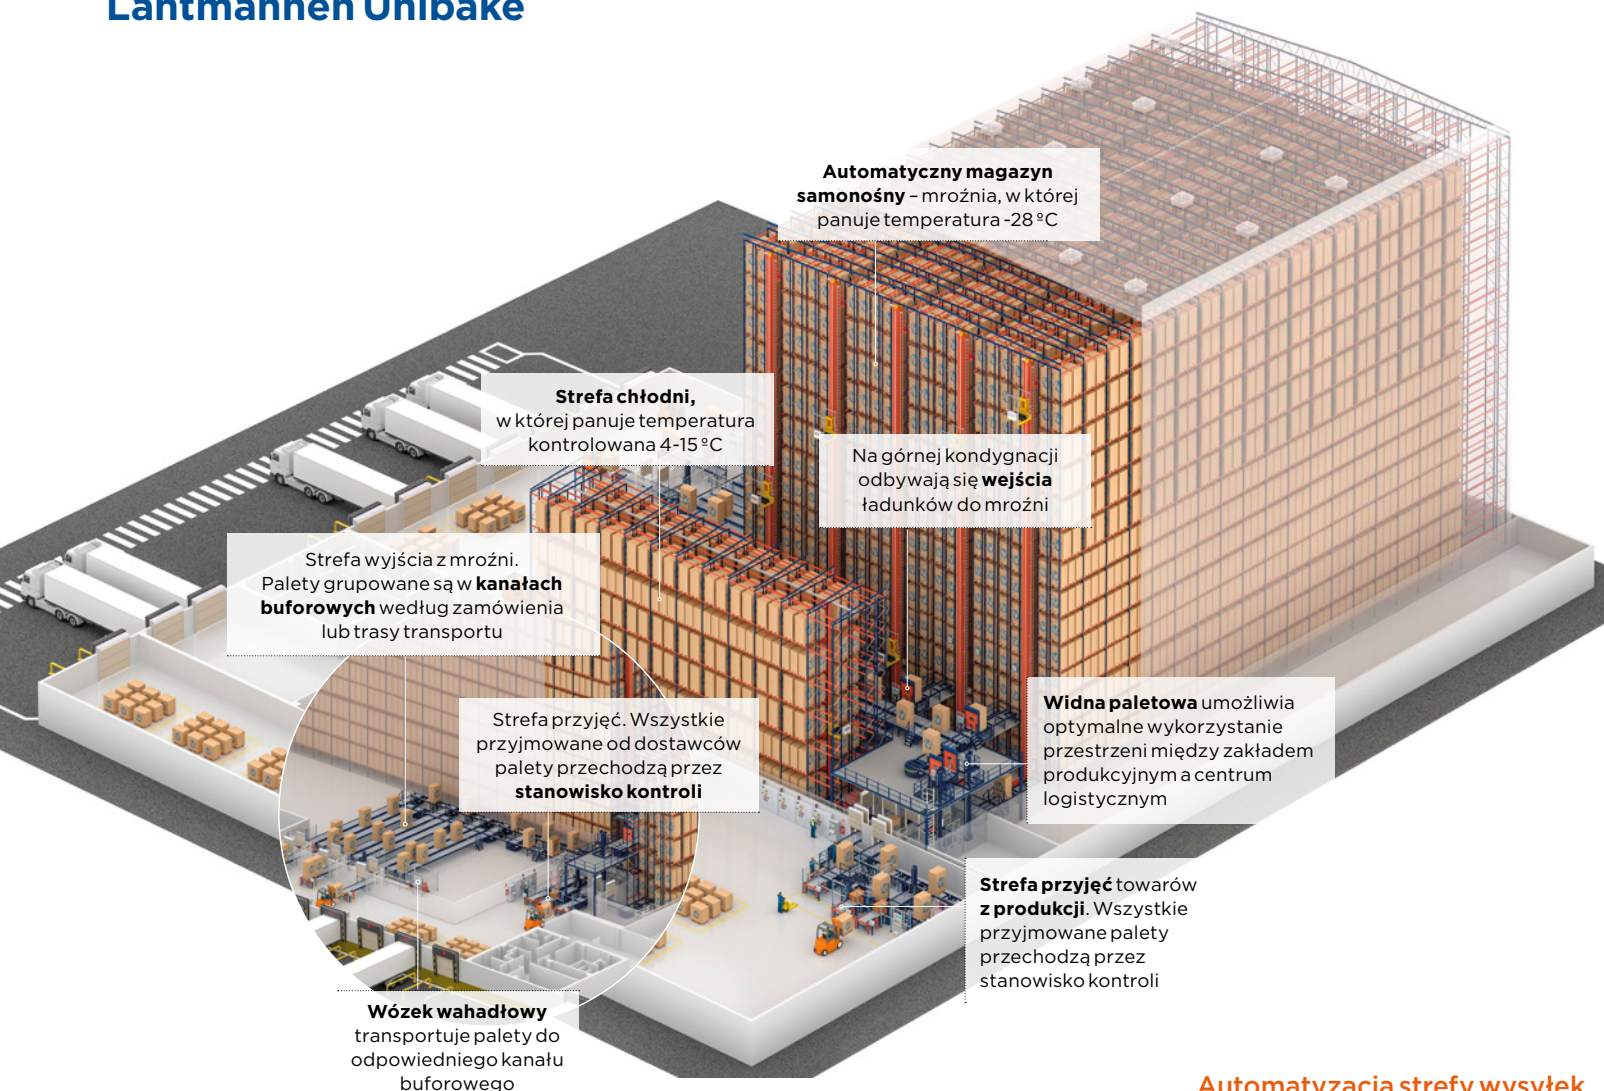 Lantmännen Unibake
Automatyczny magazyn
samonośny – mroźnia, w której
panuje temperatura -28 ºC
Strefa chłodni,
w której panuje temperatura
kontrolowana 4-15 ºC
Na górnej kondygnacji
odbywają się wejścia
ładunków do mroźni
Strefa wyjścia z mroźni.
Palety grupowane są w kanałach
buforowych według zamówienia
lub trasy transportu
Strefa przyjęć. Wszystkie
przyjmowane od dostawców
palety przechodzą przez
stanowisko kontroli
Widna paletowa umożliwia
optymalne wykorzystanie
przestrzeni między zakładem
produkcyjnym a centrum
logistycznym
Strefa przyjęć towarów
z produkcji. Wszystkie
przyjmowane palety
przechodzą przez
stanowisko kontroli
Wózek wahadłowy
transportuje palety do
odpowiedniego kanału
buforowego
Automatyzacja strefy wysyłek